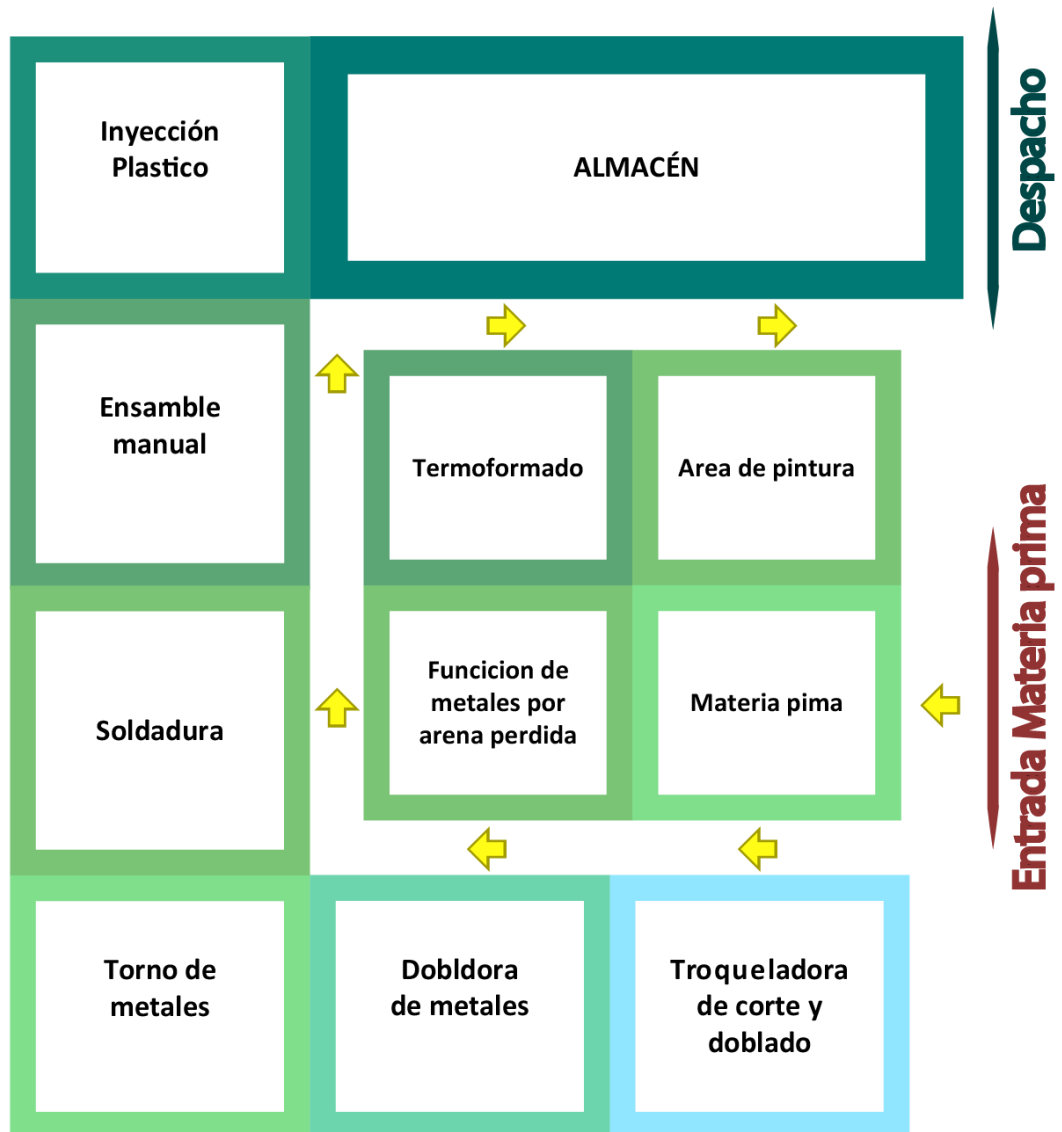 Inyección
Plastico
ALMACÉN
Despacho
Ensamble
manual
Termoformado
Area de pintura
Entrada Materia prima
Soldadura
Funcicion de
metales por
arena perdida
Materia pima
Torno de
metales
Dobldora
de metales
Troqueladora
de corte y
doblado